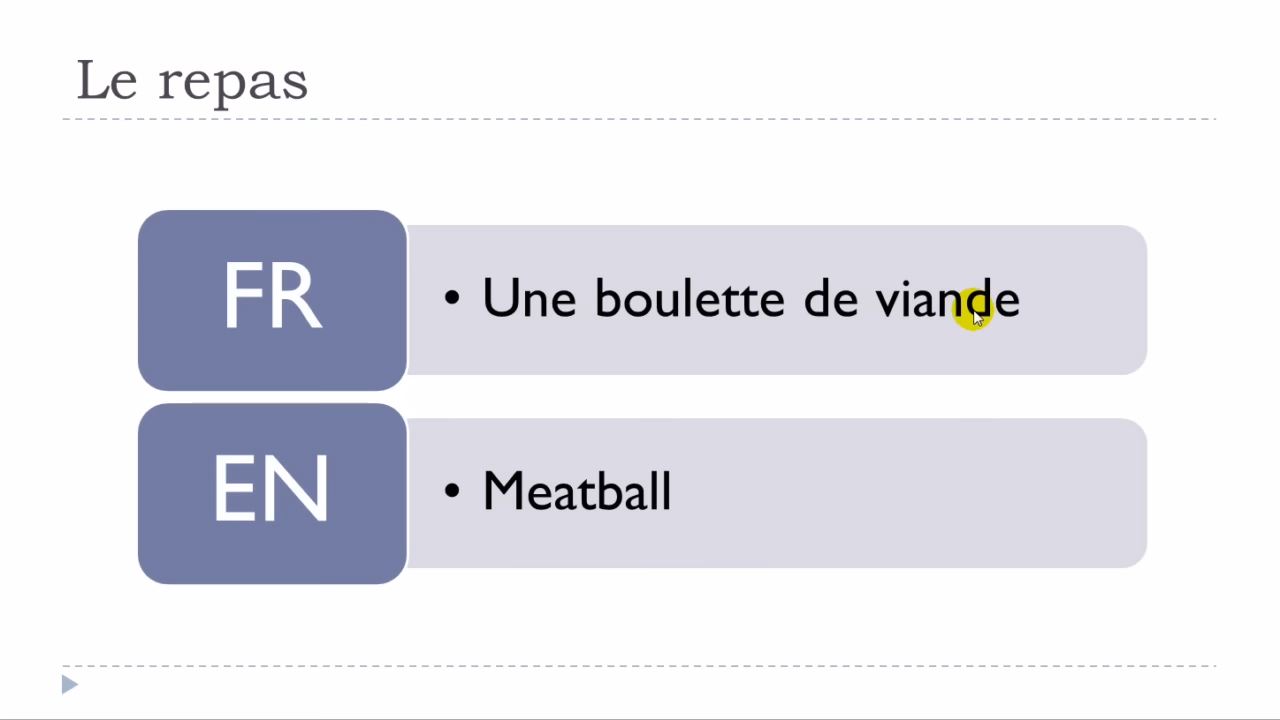 Le repas
FR
• Une boulette de viande
EN
• Meatball